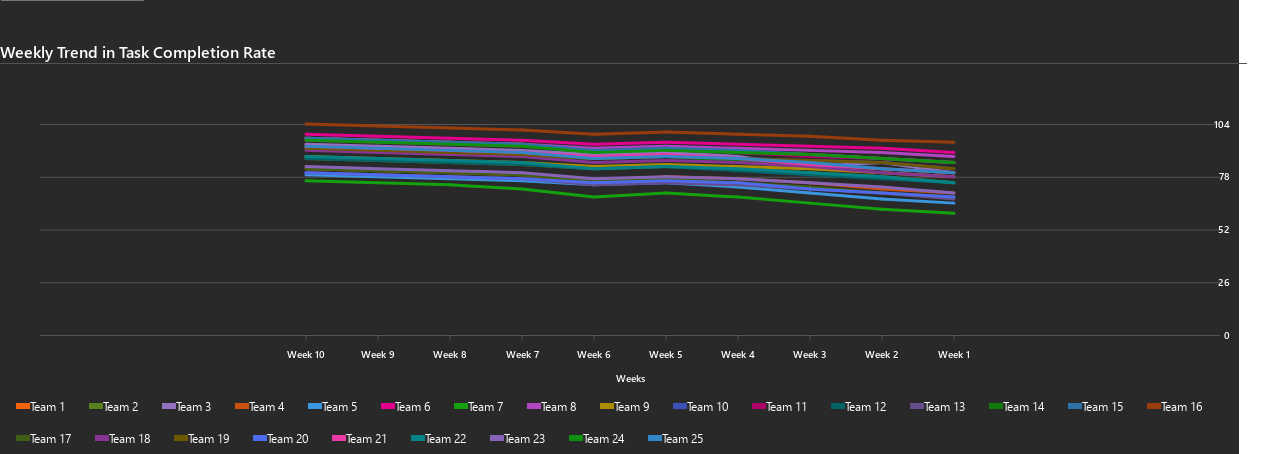 Weekly Trend in Task Completion Rate
104
78
52
26
0
Week 10 Week 9 Week 8 Week 7 Week 6 Week 5 Week 4 Week 3 Week 2 Week 1
Weeks
Team 1 Team 2 Team 3 Team 4 Team 5 Team 6 Team 7 Team 8 Team 9 Team 10 Team 11 Team 12 Team 13 Team 14 Team 15 Team 16
Team 17 Team 18 Team 19 Team 20 Team 21 Team 22 Team 23 Team 24 Team 25